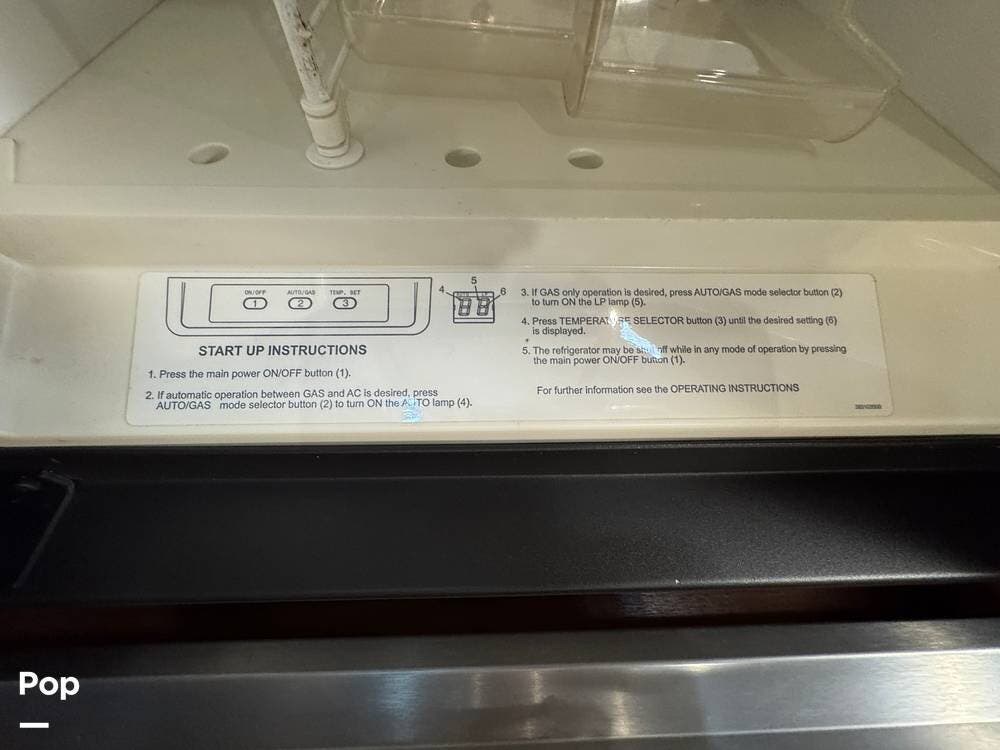 ON/OFF AUTO/GAS TEMP. SET
1 2 3
4 5 6
START UP INSTRUCTIONS
1. Press the main power ON/OFF button (1).
2. If automatic operation between GAS and AC is desired, press
AUTO/GAS mode selector button (2) to turn ON the AUTO lamp (4).
3. If GAS only operation is desired, press AUTO/GAS mode selector button (2)
to turn ON the LP lamp (5).
4. Press TEMPERATURE SELECTOR button (3) until the desired setting (6)
is displayed.
5. The refrigerator may be shut off while in any mode of operation by pressing
the main power ON/OFF button (1).
For further information see the OPERATING INSTRUCTIONS
Pop